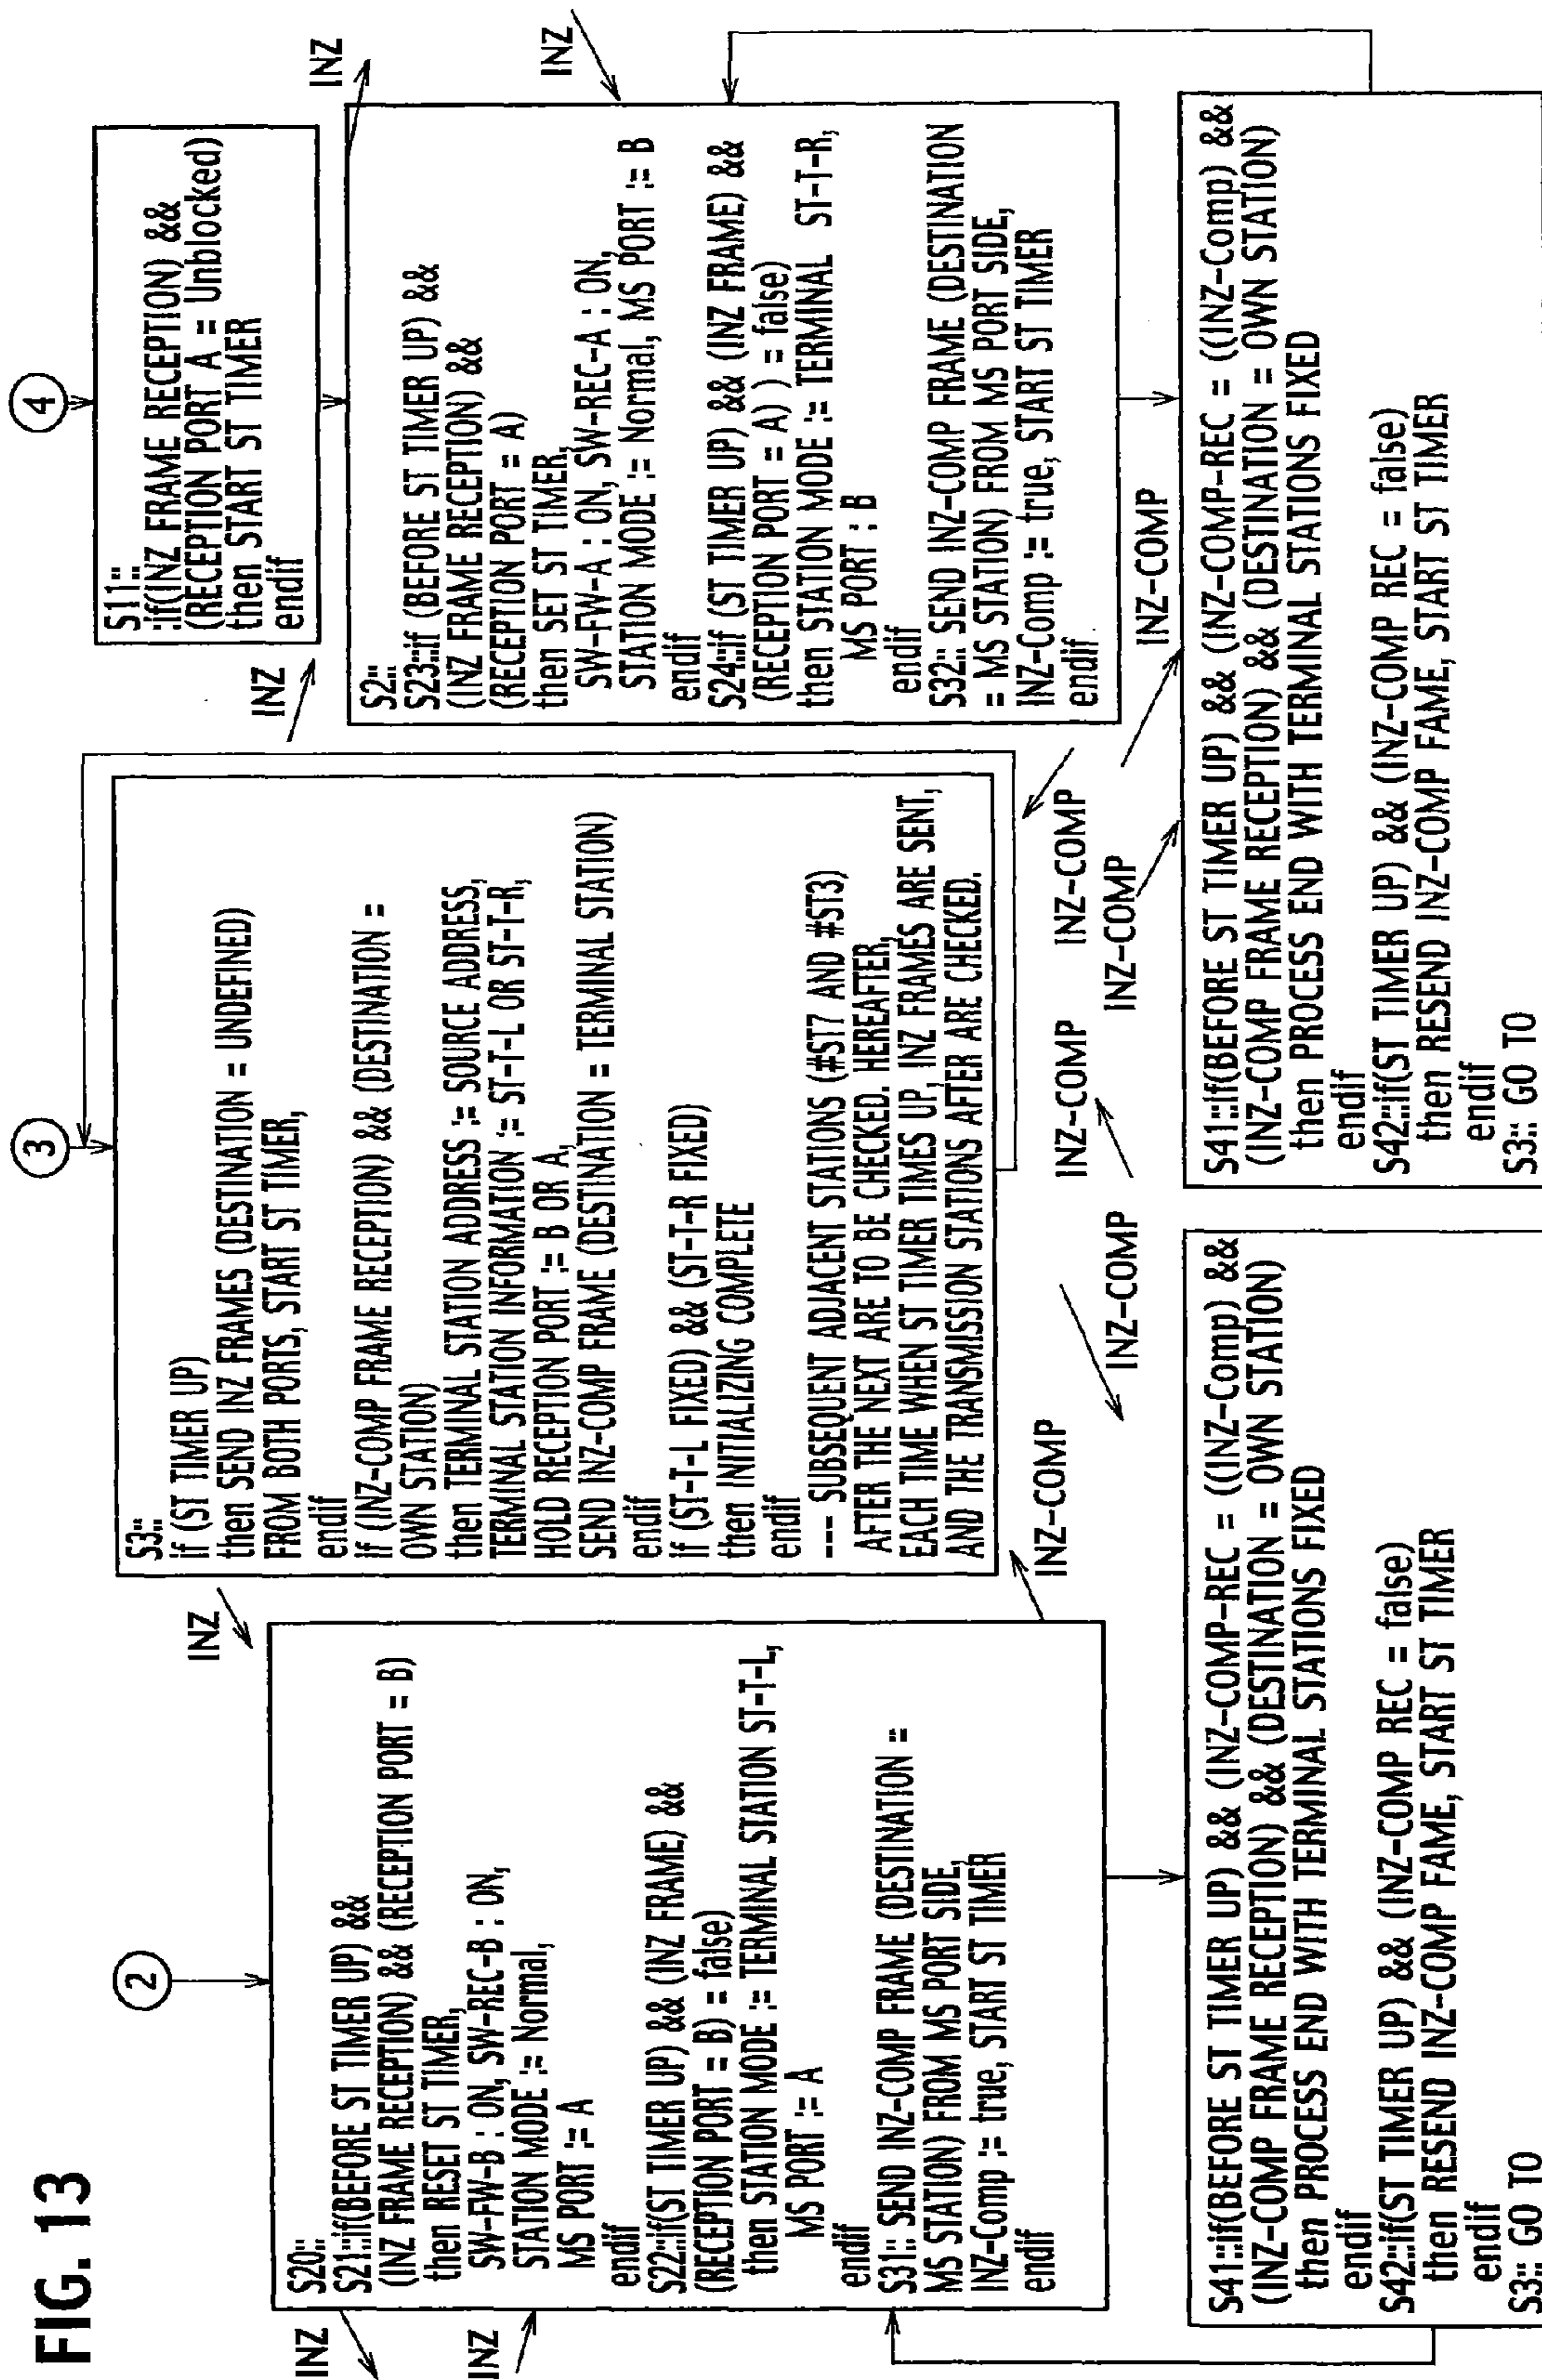 FIG. 13
2
INZ
INZ
S20::
S21::if(BEFORE ST TIMER UP) &&
(INZ FRAME RECEPTION) && (RECEPTION PORT = B)
then RESET ST TIMER,
SW-FW-B : ON, SW-REC-B : ON,
STATION MODE := Normal,
MS PORT := A
endif
S22::if(ST TIMER UP) && (INZ FRAME) &&
(RECEPTION PORT = B) = false)
then STATION MODE := TERMINAL STATION ST-T-L,
MS PORT := A
endif
S31:: SEND INZ-COMP FRAME (DESTINATION =
MS STATION) FROM MS PORT SIDE,
INZ-Comp := true, START ST TIMER
endif
S41::if(BEFORE ST TIMER UP) && (INZ-COMP-REC = ((INZ-Comp) &&
(INZ-COMP FRAME RECEPTION) && (DESTINATION = OWN STATION)
then PROCESS END WITH TERMINAL STATIONS FIXED
endif
S42::if(ST TIMER UP) && (INZ-COMP REC = false)
then RESEND INZ-COMP FAME, START ST TIMER
endif
S3:: GO TO
3
INZ
S3::
if (ST TIMER UP)
then SEND INZ FRAMES (DESTINATION = UNDEFINED)
FROM BOTH PORTS, START ST TIMER,
endif
if (INZ-COMP FRAME RECEPTION) && (DESTINATION =
OWN STATION)
then TERMINAL STATION ADDRESS := SOURCE ADDRESS,
TERMINAL STATION INFORMATION := ST-T-L OR ST-T-R,
HOLD RECEPTION PORT := B OR A,
SEND INZ-COMP FRAME (DESTINATION = TERMINAL STATION)
endif
if (ST-T-L FIXED) && (ST-T-R FIXED)
then INITIALIZING COMPLETE
endif
--- SUBSEQUENT ADJACENT STATIONS (#ST7 AND #ST3)
AFTER THE NEXT ARE TO BE CHECKED. HEREAFTER,
EACH TIME WHEN ST TIMER TIMES UP, INZ FRAMES ARE SENT,
AND THE TRANSMISSION STATIONS AFTER ARE CHECKED.
INZ-COMP
INZ-COMP
INZ-COMP
INZ-COMP
INZ-COMP
INZ-COMP
INZ-COMP
4
INZ
INZ
INZ
S11::
:if(INZ FRAME RECEPTION) &&
(RECEPTION PORT A = Unblocked)
then START ST TIMER
endif
S2::
S23::if (BEFORE ST TIMER UP) &&
(INZ FRAME RECEPTION) &&
(RECEPTION PORT = A)
then SET ST TIMER,
SW-FW-A : ON, SW-REC-A : ON,
STATION MODE := Normal, MS PORT := B
endif
S24::if (ST TIMER UP) && (INZ FRAME) &&
(RECEPTION PORT = A) ) = false)
then STATION MODE := TERMINAL ST-T-R,
MS PORT : B
endif
S32:: SEND INZ-COMP FRAME (DESTINATION
= MS STATION) FROM MS PORT SIDE,
INZ-Comp := true, START ST TIMER
endif
S41::if(BEFORE ST TIMER UP) && (INZ-COMP-REC = ((INZ-Comp) &&
(INZ-COMP FRAME RECEPTION) && (DESTINATION = OWN STATION)
then PROCESS END WITH TERMINAL STATIONS FIXED
endif
S42::if(ST TIMER UP) && (INZ-COMP REC = false)
then RESEND INZ-COMP FAME, START ST TIMER
endif
S3:: GO TO